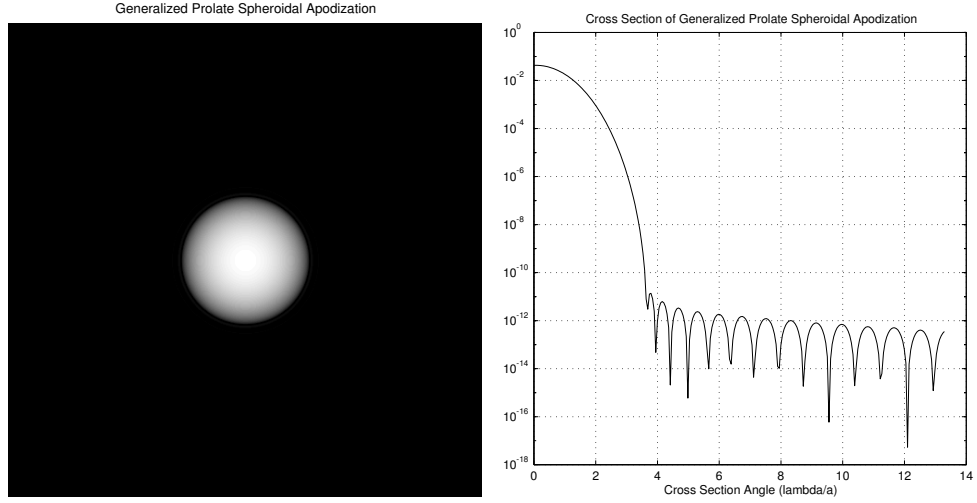 Generalized Prolate Spheroidal Apodization
Cross Section of Generalized Prolate Spheroidal Apodization
10^0
10^-2
10^-4
10^-6
10^-8
10^-10
10^-12
10^-14
10^-16
10^-18
0 2 4 6 8 10 12 14
Cross Section Angle (lambda/a)